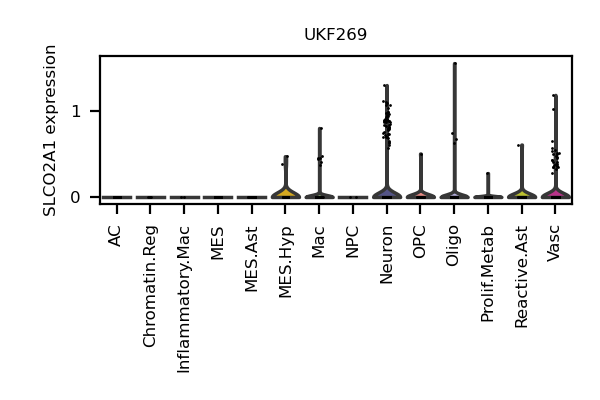 UKF269
SLCO2A1 expression
1
0
AC
Chromatin.Reg
Inflammatory.Mac
MES
MES.Ast
MES.Hyp
Mac
NPC
Neuron
OPC
Oligo
Prolif.Metab
Reactive.Ast
Vasc